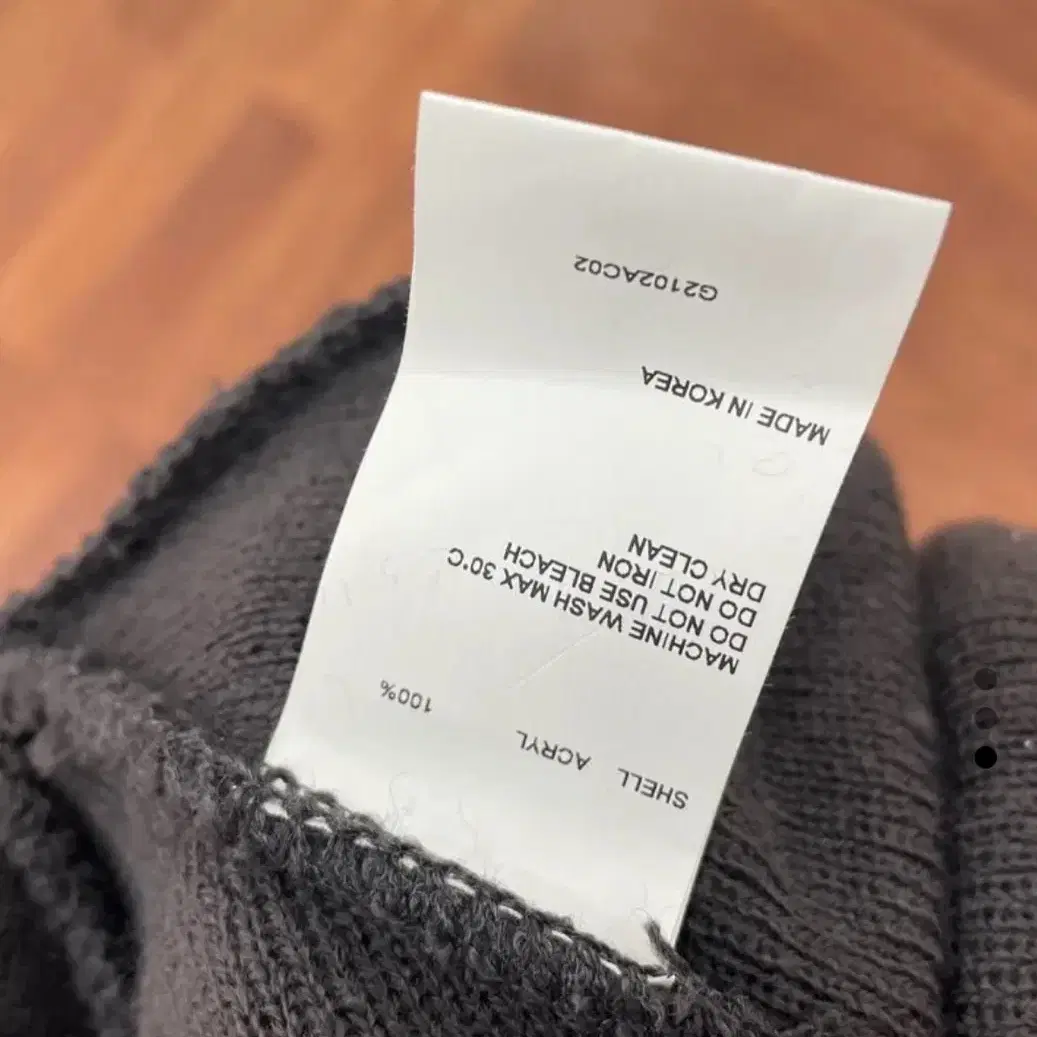 SHELL ACRYL 100%
MACHINE WASH MAX 30°C
DO NOT USE BLEACH
DO NOT IRON
DRY CLEAN
MADE IN KOREA
G2102AC02